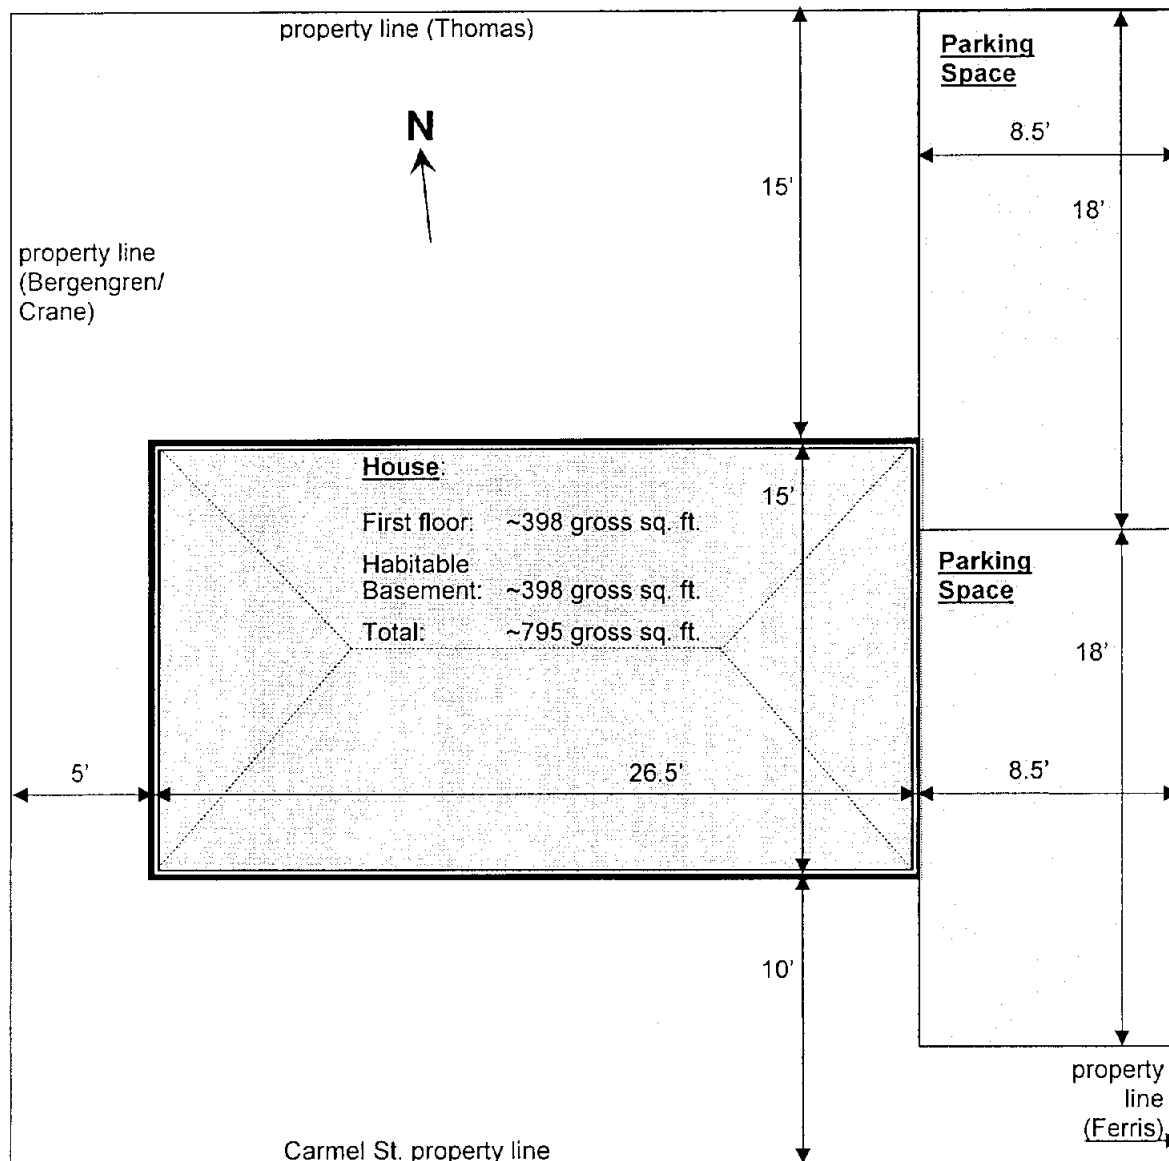 property line (Thomas)
Parking
Space
N
8.5'
15'
18'
property line
(Bergengren/
Crane)
House:
15'
First floor: ~398 gross sq. ft.
Habitable
Basement: ~398 gross sq. ft.
Total: ~795 gross sq. ft.
Parking
Space
18'
5'
26.5'
8.5'
10'
property
line
(Ferris)
Carmel St. property line